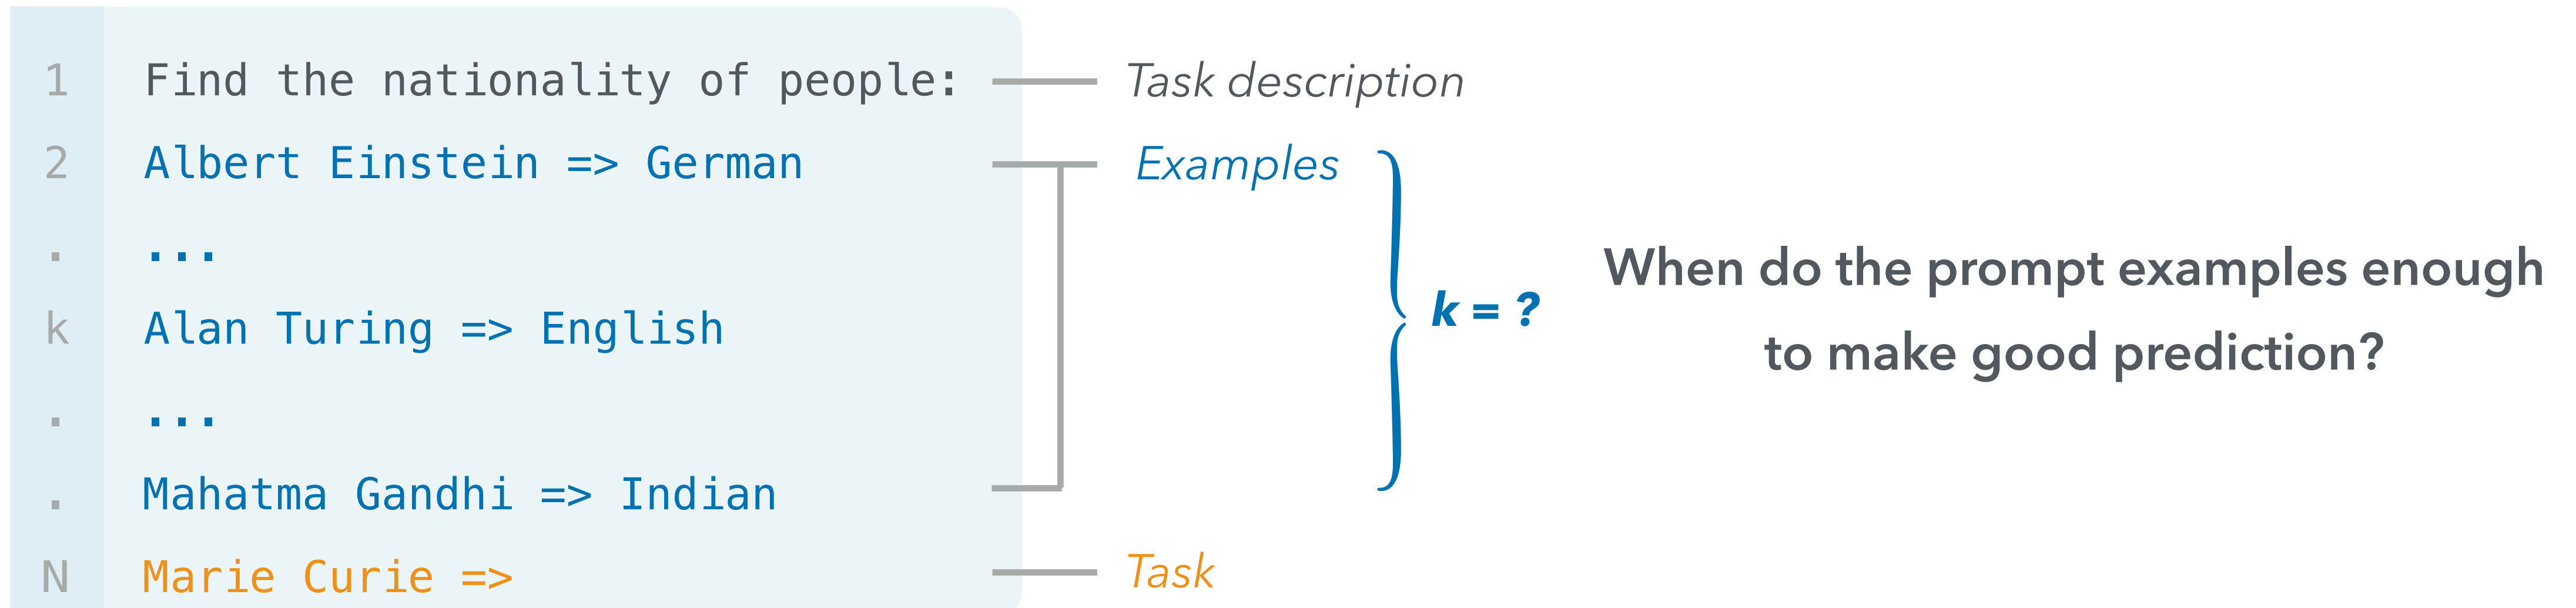 1 Find the nationality of people: Task description
2 Albert Einstein => German Examples
. ...
k Alan Turing => English
. ...
. Mahatma Gandhi => Indian
N Marie Curie => Task
k = ?
When do the prompt examples enough
to make good prediction?